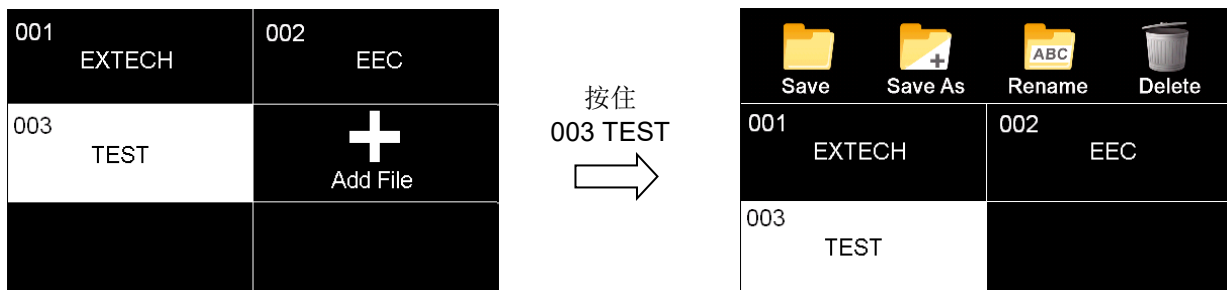 001
EXTECH
002
EEC
003
TEST
Add File
按住
003 TEST
Save
Save As
ABC
Rename
Delete
001
EXTECH
002
EEC
003
TEST